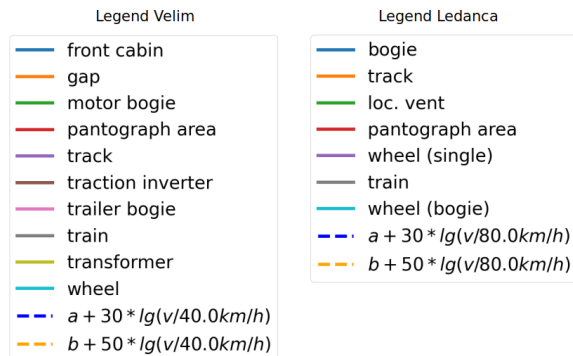 Legend Velim
front cabin
gap
motor bogie
pantograph area
track
traction inverter
trailer bogie
train
transformer
wheel
a + 30 * lg(v/40.0km/h)
b + 50 * lg(v/40.0km/h)
Legend Ledanca
bogie
track
loc. vent
pantograph area
wheel (single)
train
wheel (bogie)
a + 30 * lg(v/80.0km/h)
b + 50 * lg(v/80.0km/h)